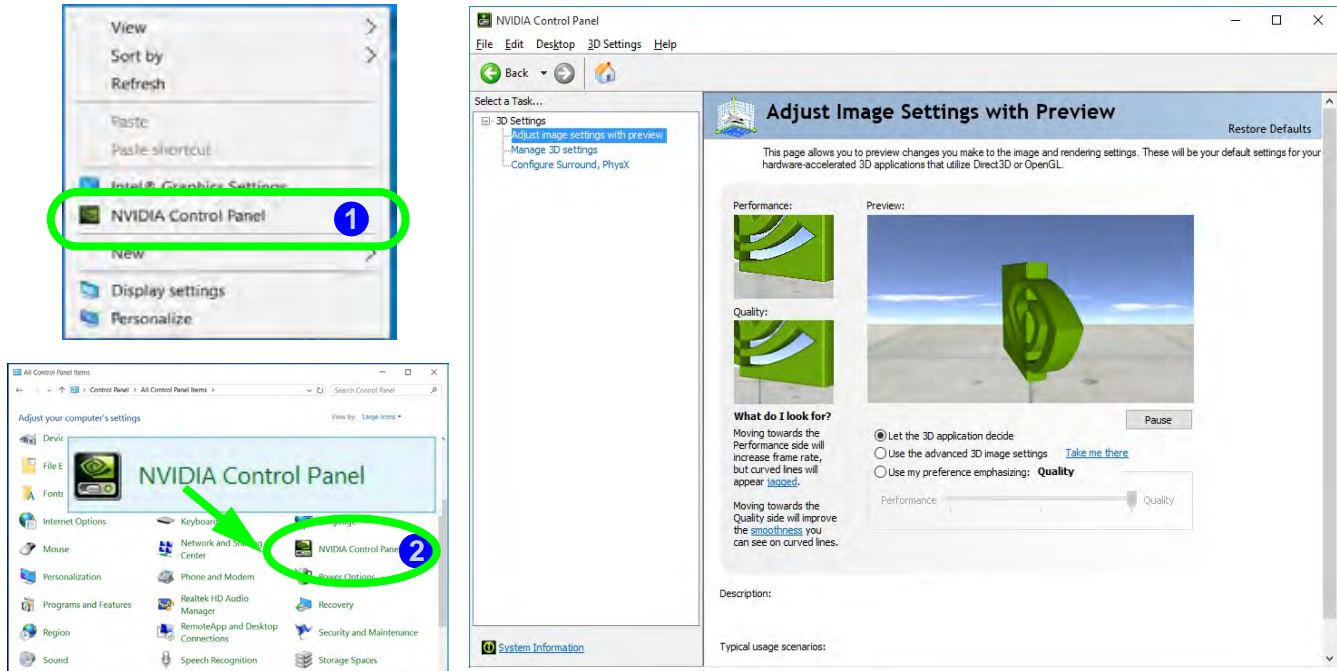 View
Sort by
Refresh
Paste
Paste shortcut
Intel® Graphics Settings
NVIDIA Control Panel
1
New
Display settings
Personalize
All Control Panel Items
Control Panel > All Control Panel Items >
Search Control Panel
Adjust your computer's settings
View by: Large icons
Devic
File E
NVIDIA Control Panel
Fonts
Internet Options
Keyboard
Language
Mouse
Network and Sharing Center
NVIDIA Control Pane
2
Personalization
Phone and Modem
Power Options
Programs and Features
Realtek HD Audio
Manager
Recovery
Region
RemoteApp and Desktop
Connections
Security and Maintenance
Sound
Speech Recognition
Storage Spaces
NVIDIA Control Panel
File Edit Desktop 3D Settings Help
Back
Select a Task...
3D Settings
Adjust image settings with preview
Manage 3D settings
Configure Surround, PhysX
System Information
Adjust Image Settings with Preview
Restore Defaults
This page allows you to preview changes you make to the image and rendering settings. These will be your default settings for your
hardware-accelerated 3D applications that utilize Direct3D or OpenGL.
Performance:
Preview:
Quality:
What do I look for?
Moving towards the
Performance side will
increase frame rate,
but curved lines will
appear jagged.
Moving towards the
Quality side will improve
the smoothness you
can see on curved lines.
Pause
Let the 3D application decide
Use the advanced 3D image settings Take me there
Use my preference emphasizing: Quality
Performance
Quality
Description:
Typical usage scenarios: